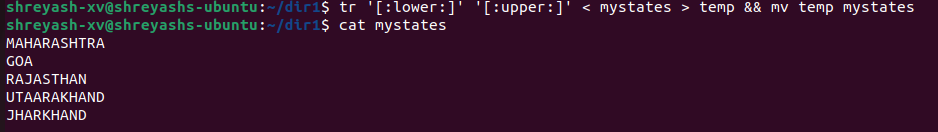 shreyash-xv@shreyashs-ubuntu:~/dir1$ tr '[:lower:]' '[:upper:]' < mystates > temp && mv temp mystates
shreyash-xv@shreyashs-ubuntu:~/dir1$ cat mystates
MAHARASHTRA
GOA
RAJASTHAN
UTAARAKHAND
JHARKHAND